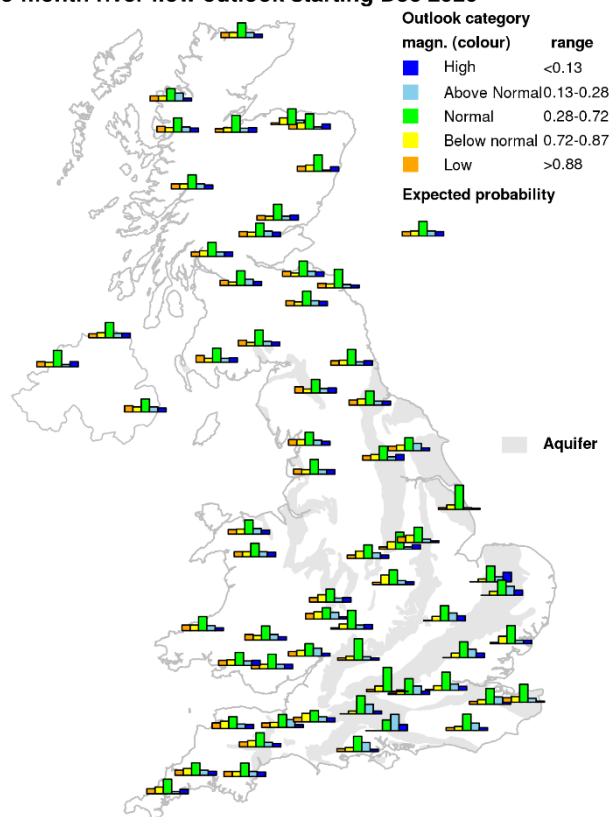 Outlook category
magn. (colour) range
High <0.13
Above Normal 0.13-0.28
Normal 0.28-0.72
Below normal 0.72-0.87
Low >0.88
Expected probability
Aquifer